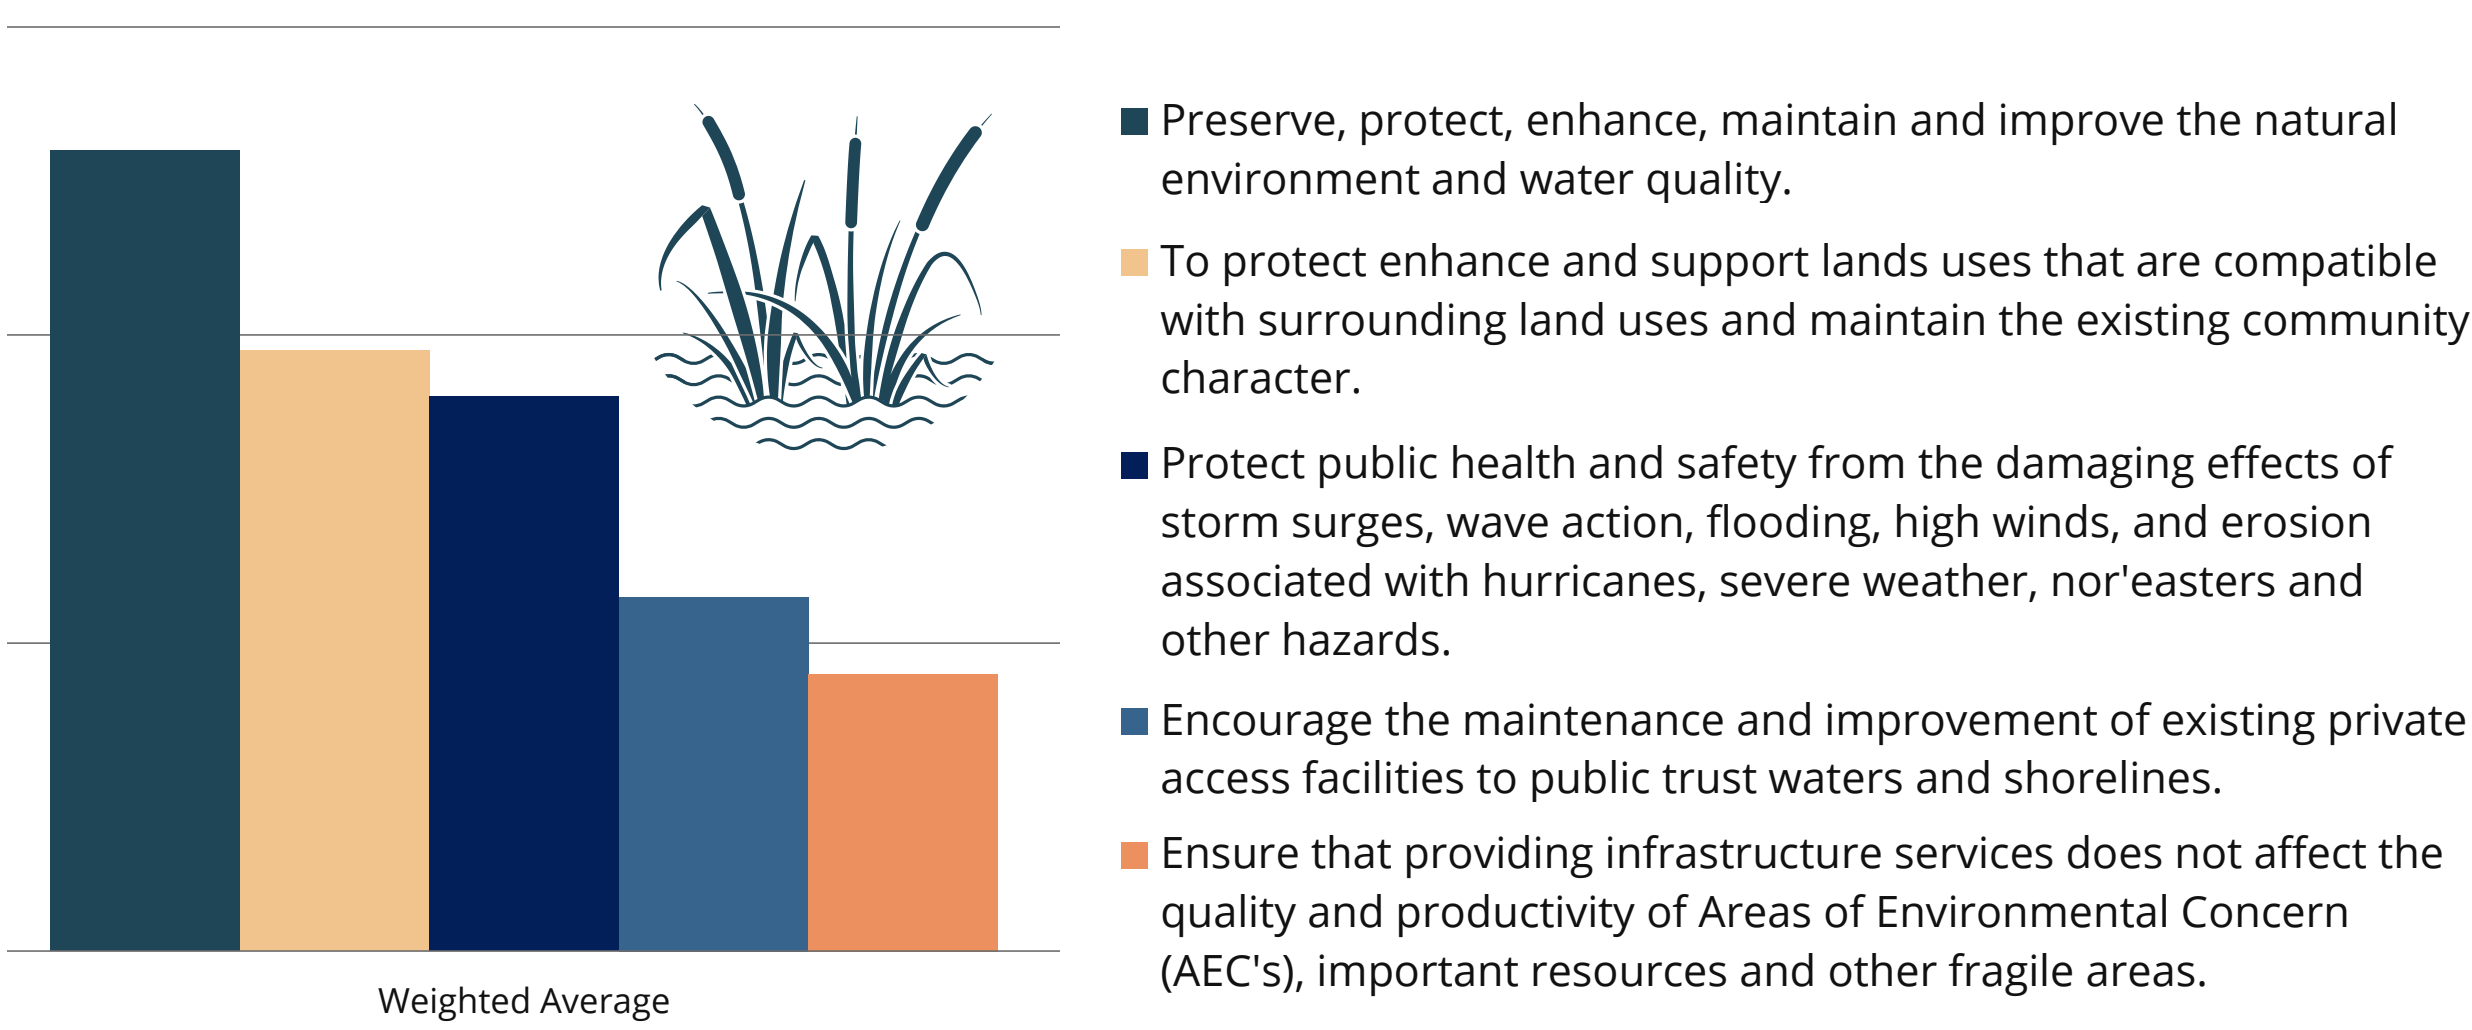 Preserve, protect, enhance, maintain and improve the natural
environment and water quality.
To protect enhance and support lands uses that are compatible
with surrounding land uses and maintain the existing community
character.
Protect public health and safety from the damaging effects of
storm surges, wave action, flooding, high winds, and erosion
associated with hurricanes, severe weather, nor'easters and
other hazards.
Encourage the maintenance and improvement of existing private
access facilities to public trust waters and shorelines.
Ensure that providing infrastructure services does not affect the
quality and productivity of Areas of Environmental Concern
(AEC's), important resources and other fragile areas.
Weighted Average